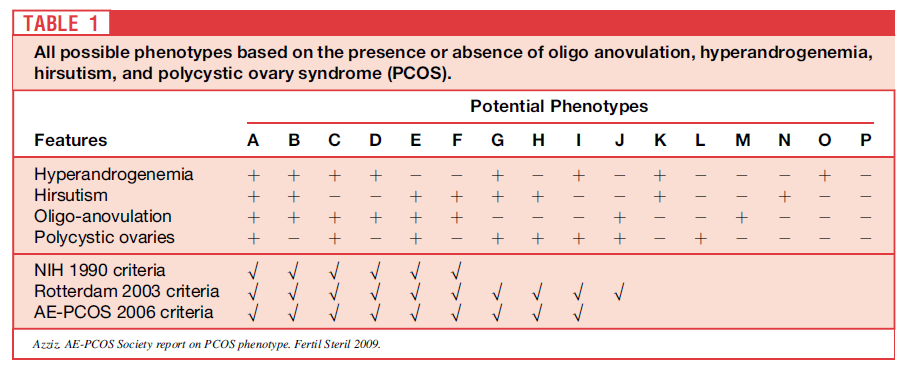 TABLE 1
All possible phenotypes based on the presence or absence of oligo anovulation, hyperandrogenemia,
hirsutism, and polycystic ovary syndrome (PCOS).
Potential Phenotypes
Features A B C D E F G H I J K L M N O P
Hyperandrogenemia + + + + − − + − + − + − − − + −
Hirsutism + + − − + + + + − − + − − + − −
Oligo-anovulation + + + + + + − − − + − − + − − −
Polycystic ovaries + − + − + − + + + + − + − − − −
NIH 1990 criteria √ √ √ √ √ √
Rotterdam 2003 criteria √ √ √ √ √ √ √ √ √ √
AE-PCOS 2006 criteria √ √ √ √ √ √ √ √ √
Azziz. AE-PCOS Society report on PCOS phenotype. Fertil Steril 2009.